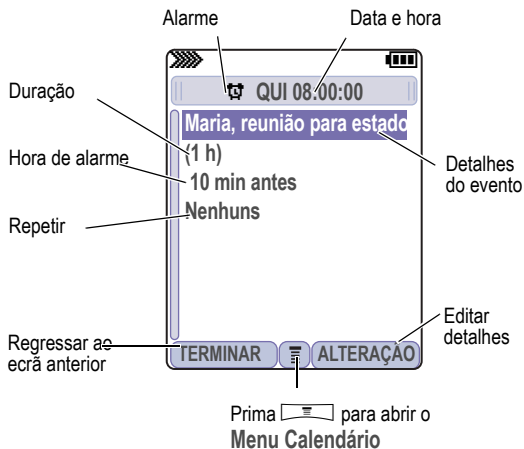 Alarme
Data e hora
QUI 08:00:00
Duração
Maria, reunião para estado
Hora de alarme
(1 h)
Detalhes
do evento
10 min antes
Repetir
Nenhuns
Editar
detalhes
Regressar ao
ecrã anterior
TERMINAR
ALTERAÇÃO
Prima para abrir o
Menu Calendário